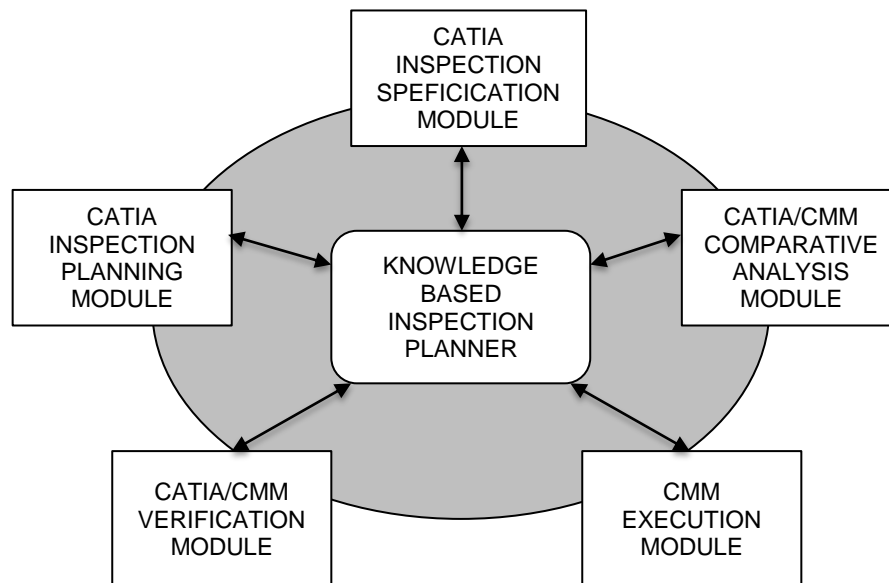 CATIA
INSPECTION
SPEFICICATION
MODULE
CATIA
INSPECTION
PLANNING
MODULE
CATIA/CMM
COMPARATIVE
ANALYSIS
MODULE
KNOWLEDGE
BASED
INSPECTION
PLANNER
CATIA/CMM
VERIFICATION
MODULE
CMM
EXECUTION
MODULE